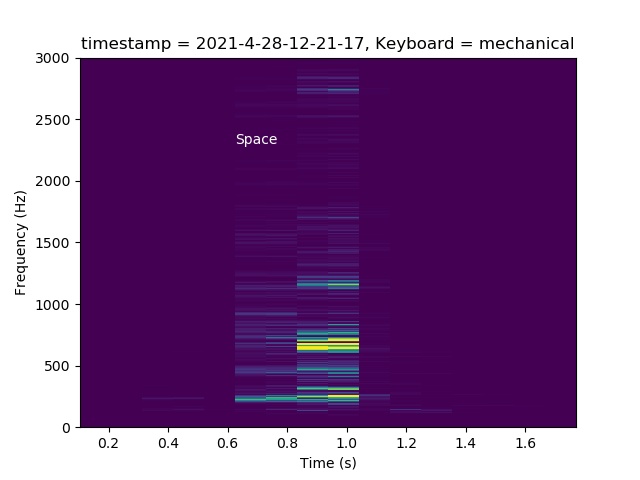 timestamp = 2021-4-28-12-21-17, Keyboard = mechanical
3000
2500
Space
2000
1500
1000
500
0
Frequency (Hz)
0.2 0.4 0.6 0.8 1.0 1.2 1.4 1.6
Time (s)